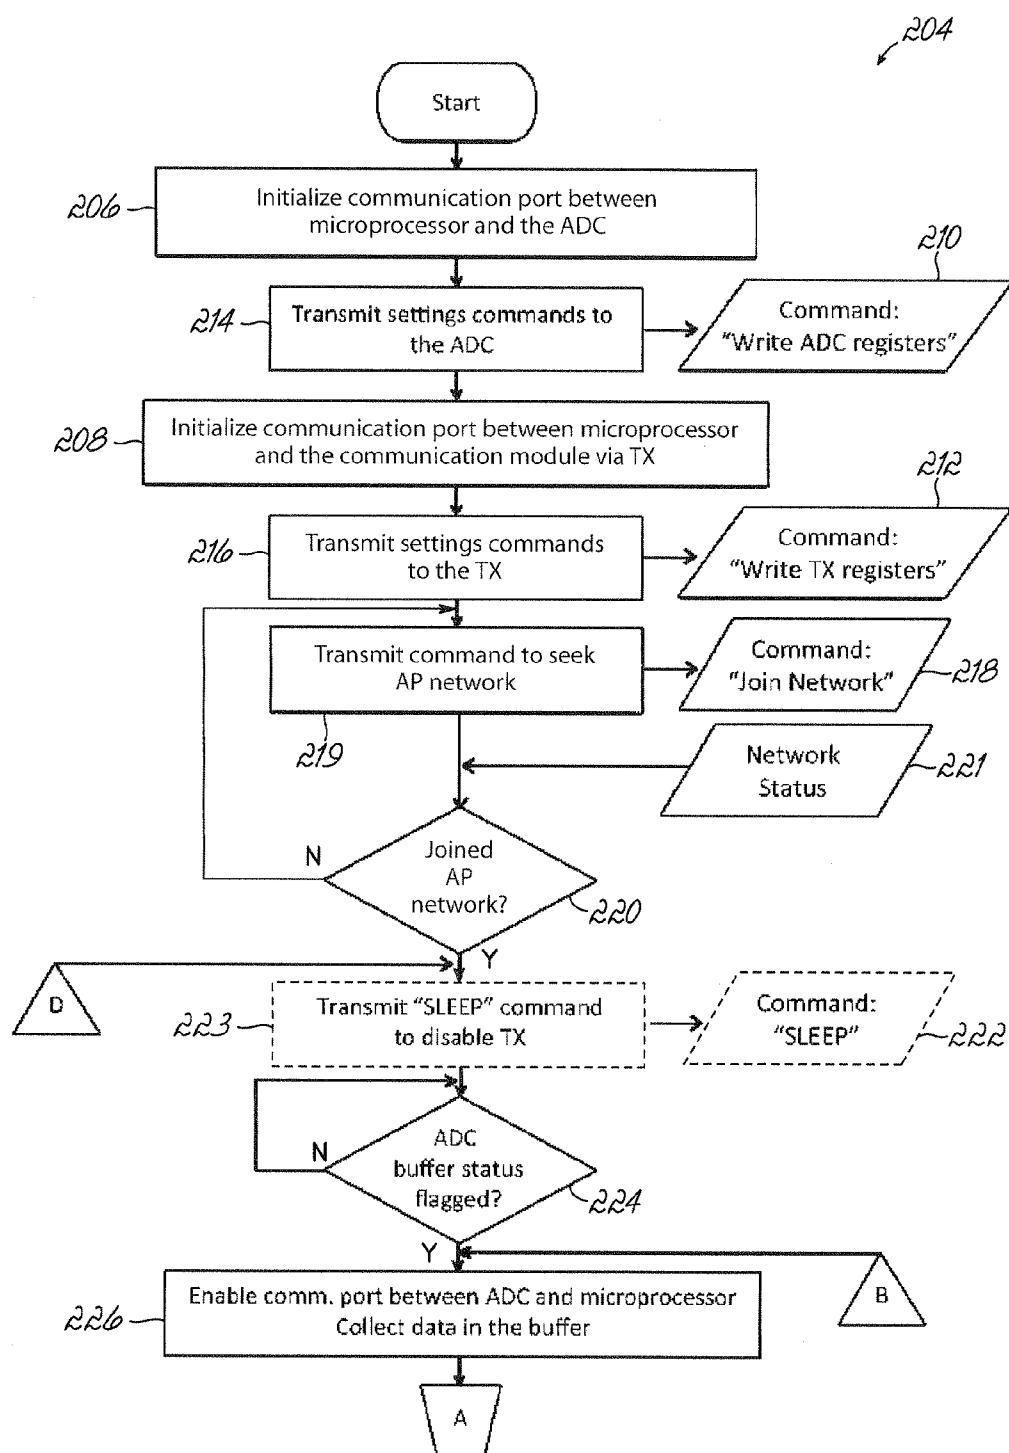 204
Start
206
Initialize communication port between
microprocessor and the ADC
210
214
Transmit settings commands to
the ADC
Command:
"Write ADC registers"
208
Initialize communication port between microprocessor
and the communication module via TX
212
216
Transmit settings commands
to the TX
Command:
"Write TX registers"
Transmit command to seek
AP network
219
Command:
"Join Network"
218
Network
Status
221
N
Joined
AP
network?
220
Y
D
223
Transmit "SLEEP" command
to disable TX
Command:
"SLEEP"
222
N
ADC
buffer status
flagged?
224
Y
B
226
Enable comm. port between ADC and microprocessor
Collect data in the buffer
A